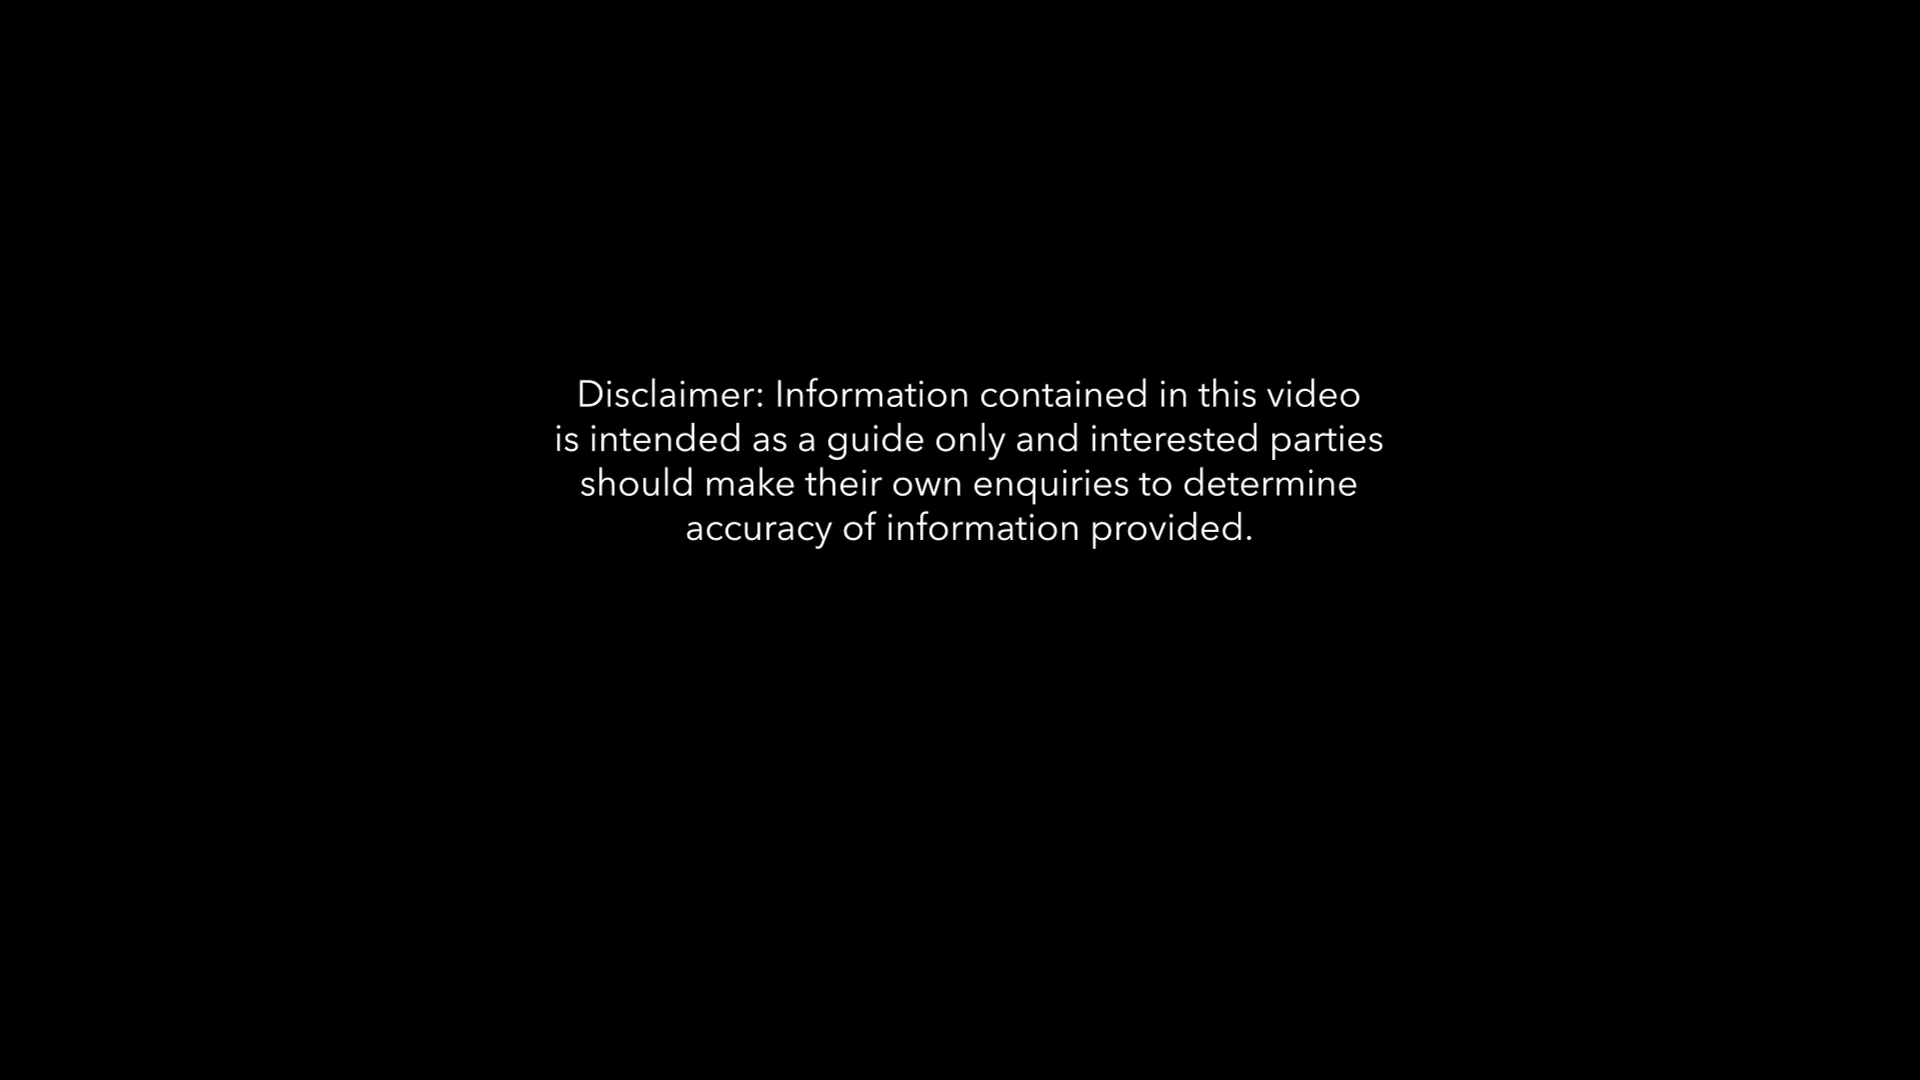 Disclaimer: Information contained in this video
is intended as a guide only and interested parties
should make their own enquiries to determine
accuracy of information provided.